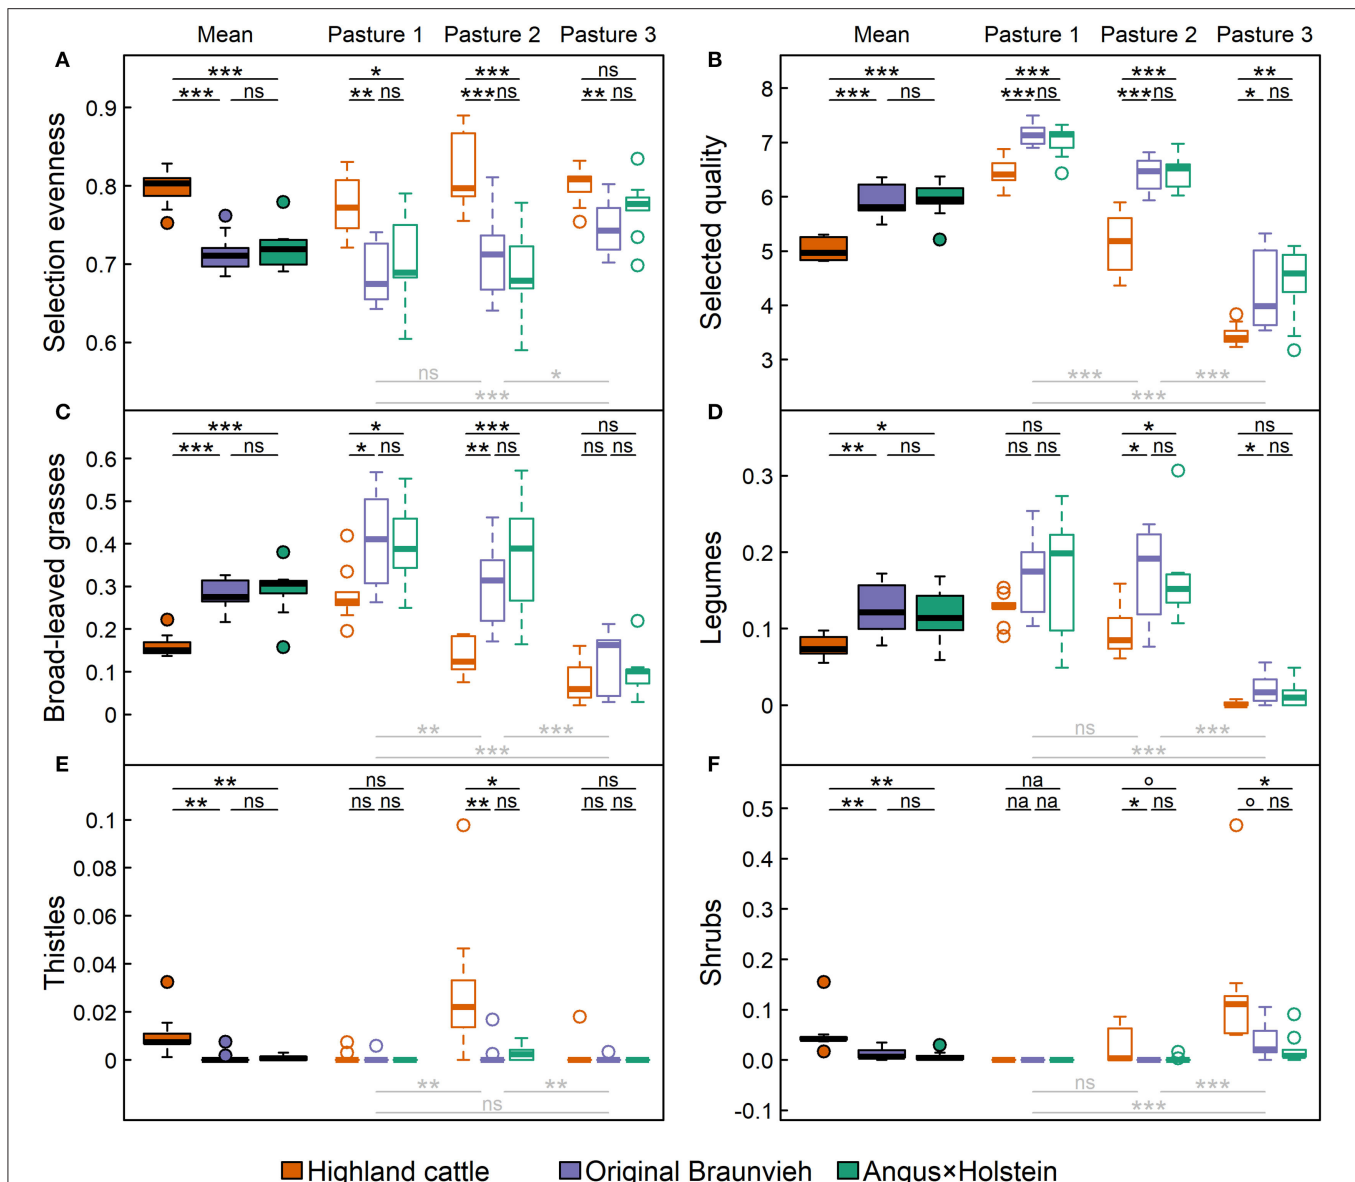 Mean Pasture 1 Pasture 2 Pasture 3 Mean Pasture 1 Pasture 2 Pasture 3
A
Selection evenness
0.9
0.8
0.7
0.6
*** * *** ns
*** ns ** ns *** ns ** ns
ns *
***
B
Selected quality
8
7
6
5
4
3
*** *** *** **
*** ns *** ns *** ns * ns
*** ***
***
C
Broad-leaved grasses
0.6
0.5
0.4
0.3
0.2
0.1
0
*** * *** ns
*** ns * ns ** ns ns ns
** ***
***
D
Legumes
0.3
0.2
0.1
0
* ns * ns
** ns ns ns * ns * ns
ns ***
***
E
Thistles
0.1
0.08
0.06
0.04
0.02
0
** ns * ns
** ns ns ns ** ns ns ns
** **
ns
F
Shrubs
0.5
0.4
0.3
0.2
0.1
0.0
-0.1
** na ° *
** ns na na * ns ° ns
ns ***
***
Highland cattle Original Braunvieh Angus×Holstein